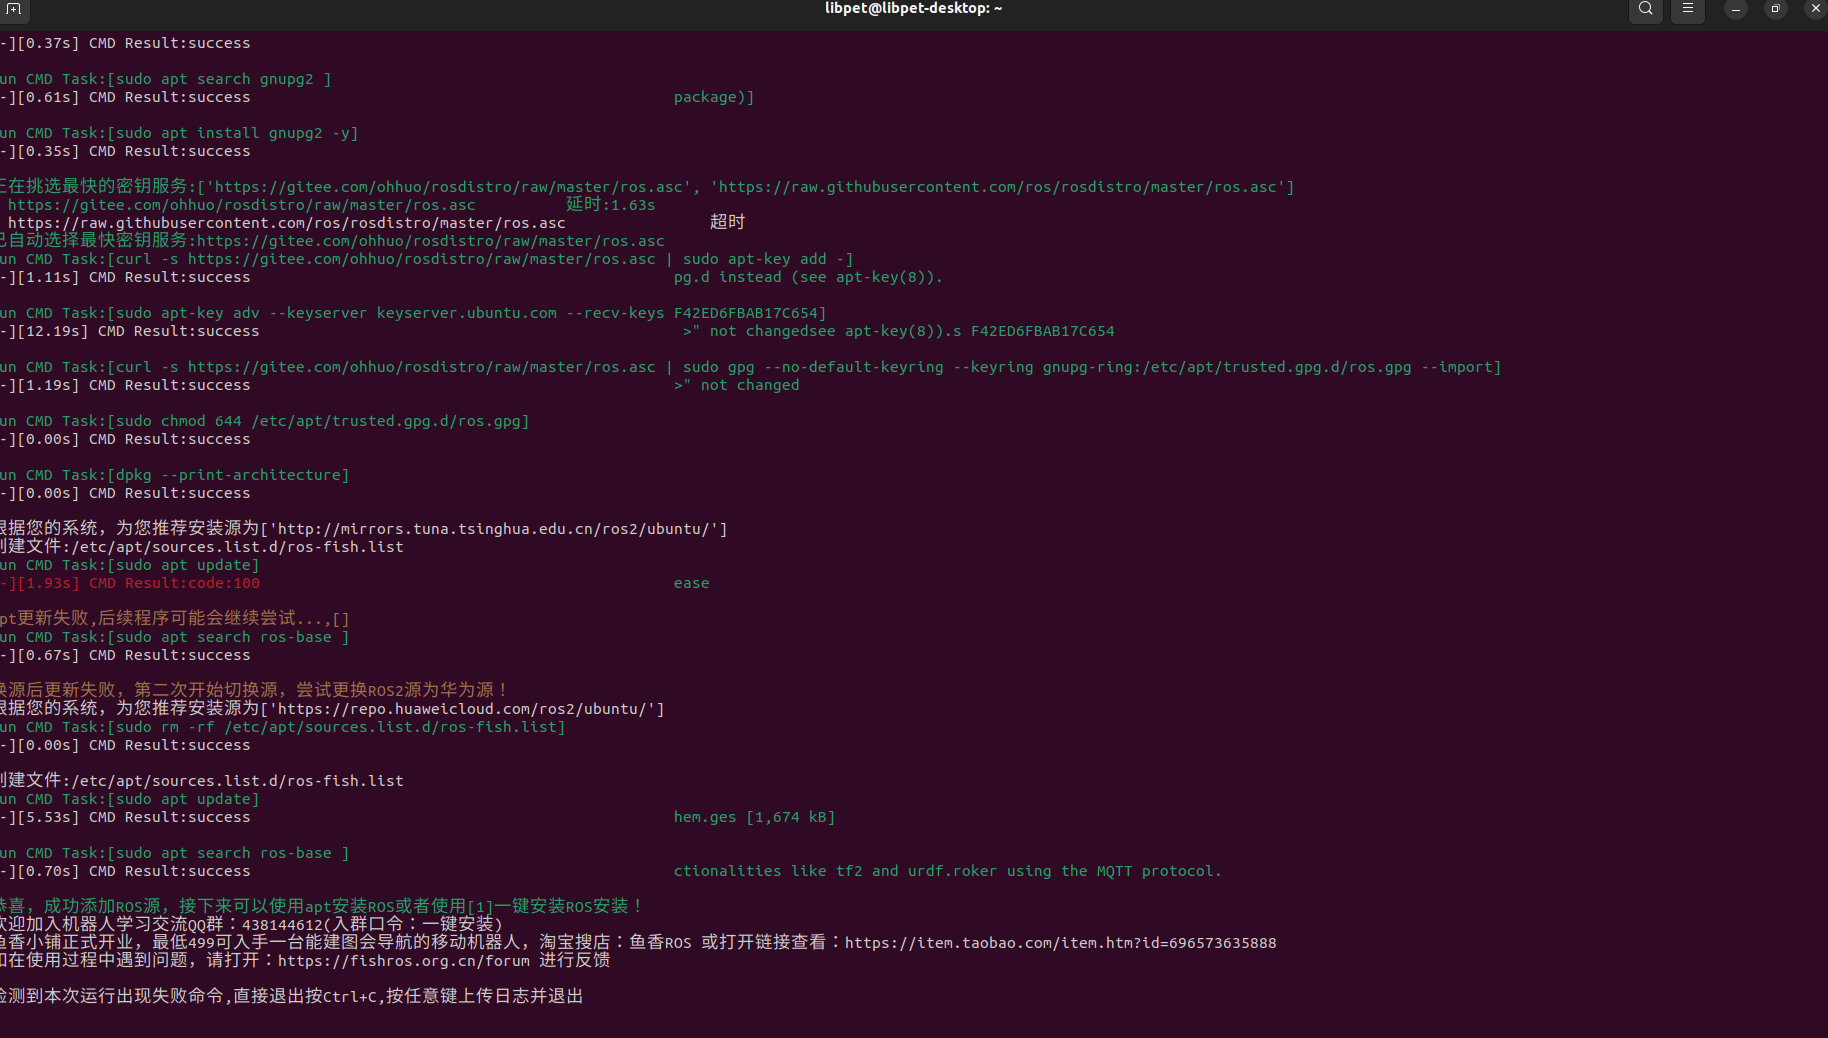 libpet@libpet-desktop: ~
-][0.37s] CMD Result:success
un CMD Task:[sudo apt search gnupg2 ]
-][0.61s] CMD Result:success package)]
un CMD Task:[sudo apt install gnupg2 -y]
-][0.35s] CMD Result:success
正在挑选最快的密钥服务:['https://gitee.com/ohhuo/rosdistro/raw/master/ros.asc', 'https://raw.githubusercontent.com/ros/rosdistro/master/ros.asc']
https://gitee.com/ohhuo/rosdistro/raw/master/ros.asc 延时:1.63s
https://raw.githubusercontent.com/ros/rosdistro/master/ros.asc 超时
已自动选择最快密钥服务:https://gitee.com/ohhuo/rosdistro/raw/master/ros.asc
un CMD Task:[curl -s https://gitee.com/ohhuo/rosdistro/raw/master/ros.asc | sudo apt-key add -]
-][1.11s] CMD Result:success pg.d instead (see apt-key(8)).
un CMD Task:[sudo apt-key adv --keyserver keyserver.ubuntu.com --recv-keys F42ED6FBAB17C654]
-][12.19s] CMD Result:success >" not changedsee apt-key(8)).s F42ED6FBAB17C654
un CMD Task:[curl -s https://gitee.com/ohhuo/rosdistro/raw/master/ros.asc | sudo gpg --no-default-keyring --keyring gnupg-ring:/etc/apt/trusted.gpg.d/ros.gpg --import]
-][1.19s] CMD Result:success >" not changed
un CMD Task:[sudo chmod 644 /etc/apt/trusted.gpg.d/ros.gpg]
-][0.00s] CMD Result:success
un CMD Task:[dpkg --print-architecture]
-][0.00s] CMD Result:success
根据您的系统，为您推荐安装源为['http://mirrors.tuna.tsinghua.edu.cn/ros2/ubuntu/']
创建文件:/etc/apt/sources.list.d/ros-fish.list
un CMD Task:[sudo apt update]
-][1.93s] CMD Result:code:100 ease
pt更新失败,后续程序可能会继续尝试...,[]
un CMD Task:[sudo apt search ros-base ]
-][0.67s] CMD Result:success
换源后更新失败，第二次开始切换源，尝试更换ROS2源为华为源！
根据您的系统，为您推荐安装源为['https://repo.huaweicloud.com/ros2/ubuntu/']
un CMD Task:[sudo rm -rf /etc/apt/sources.list.d/ros-fish.list]
-][0.00s] CMD Result:success
创建文件:/etc/apt/sources.list.d/ros-fish.list
un CMD Task:[sudo apt update]
-][5.53s] CMD Result:success hem.ges [1,674 kB]
un CMD Task:[sudo apt search ros-base ]
-][0.70s] CMD Result:success ctionalities like tf2 and urdf.roker using the MQTT protocol.
恭喜，成功添加ROS源，接下来可以使用apt安装ROS或者使用[1]一键安装ROS安装！
欢迎加入机器人学习交流QQ群：438144612(入群口令：一键安装)
鱼香小铺正式开业，最低499可入手一台能建图会导航的移动机器人，淘宝搜店：鱼香ROS 或打开链接查看：https://item.taobao.com/item.htm?id=696573635888
如在使用过程中遇到问题，请打开：https://fishros.org.cn/forum 进行反馈
检测到本次运行出现失败命令,直接退出按Ctrl+C,按任意键上传日志并退出